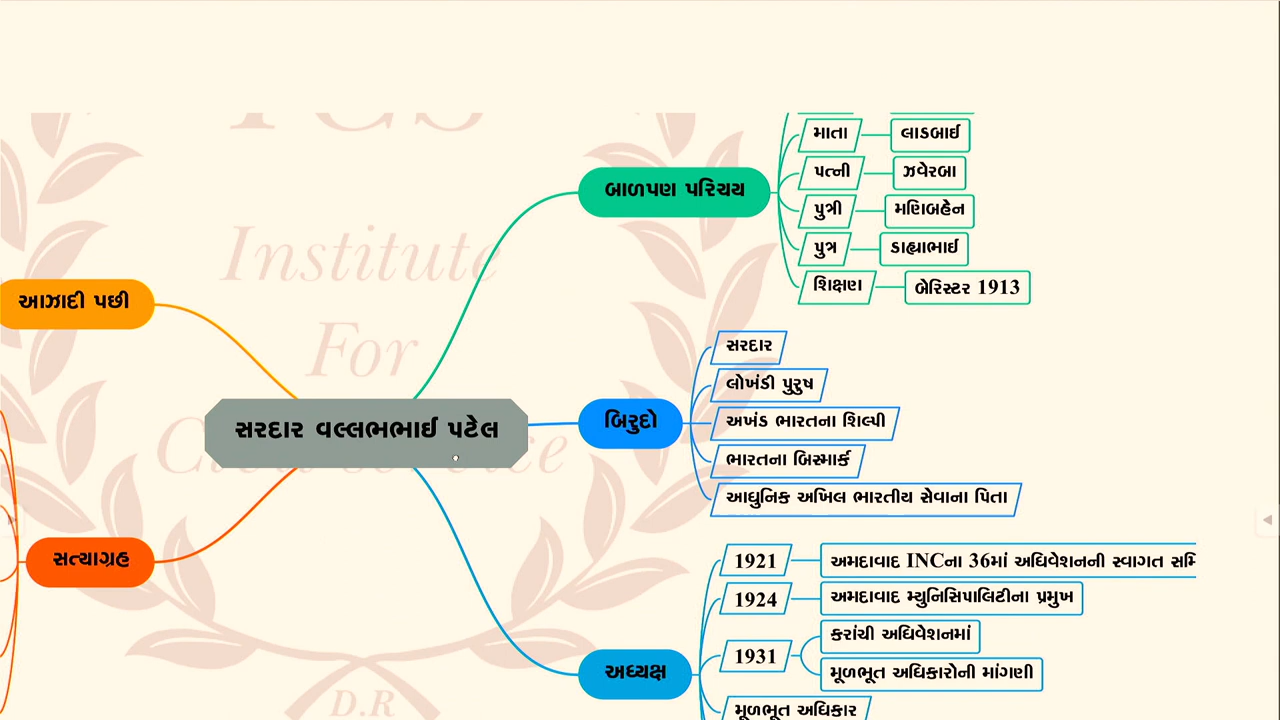 માતા
લાડબાઈ
પત્ની
ઝવેરબા
બાળપણ પરિચય
પુત્રી
મણિબહેન
પુત્ર
ડાહ્યાભાઈ
શિક્ષણ
બેરિસ્ટર 1913
Institute
For
આઝાદી પછી
સરદાર વલ્લભભાઈ પટેલ
સત્યાગ્રહ
બિરુદો
સરદાર
લોખંડી પુરુષ
અખંડ ભારતના શિલ્પી
ભારતના બિસ્માર્ક
આધુનિક અખિલ ભારતીય સેવાના પિતા
અધ્યક્ષ
1921
અમદાવાદ INCના 36માં અધિવેશનની સ્વાગત
1924
અમદાવાદ મ્યુનિસિપાલિટીના પ્રમુખ
1931
કરાંચી અધિવેશનમાં
મૂળભૂત અધિકારોની માંગણી
મૂળભૂત અધિકાર
D.R